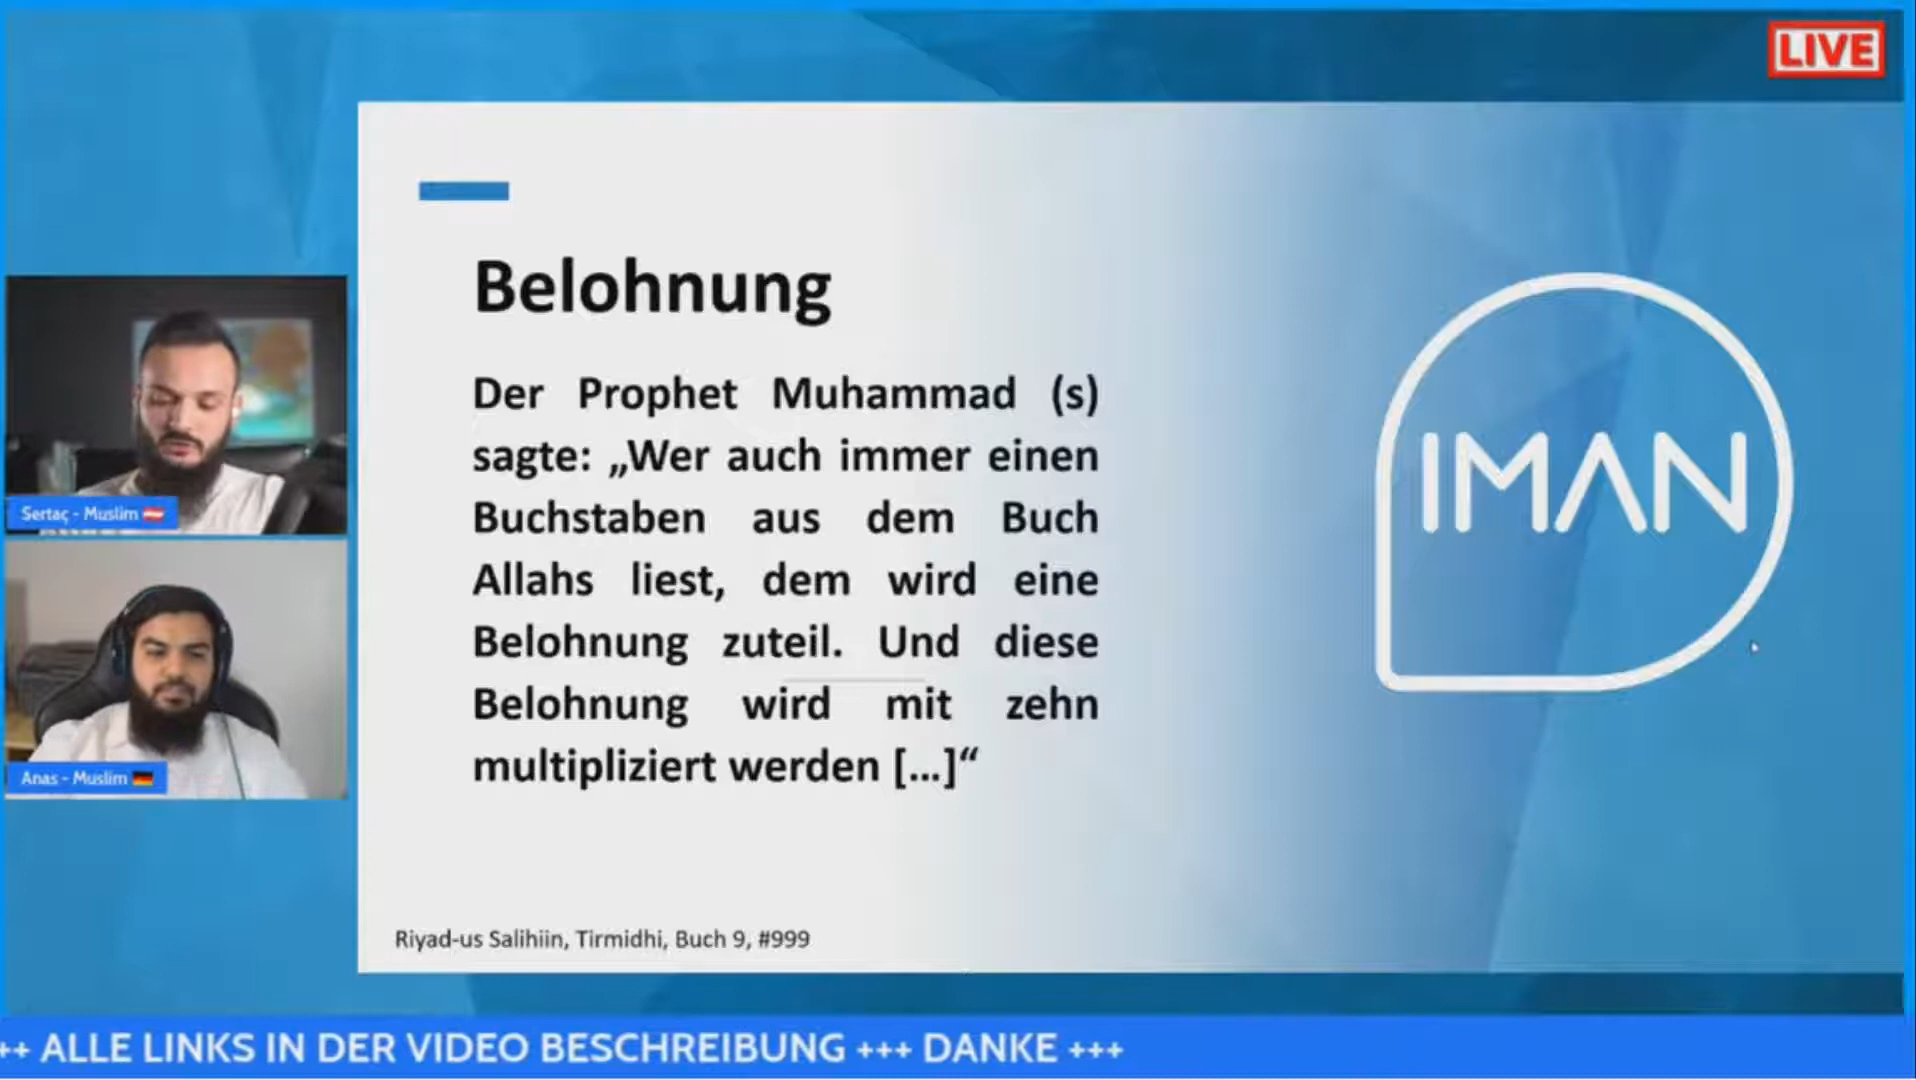 LIVE
Belohnung
Der Prophet Muhammad (s)
sagte: „Wer auch immer einen
Buchstaben aus dem Buch
Allahs liest, dem wird eine
Belohnung zuteil. Und diese
Belohnung wird mit zehn
multipliziert werden [...]“
IMAN
Sertaç - Muslim
Anas - Muslim
Riyad-us Salihiin, Tirmidhi, Buch 9, #999
++ ALLE LINKS IN DER VIDEO BESCHREIBUNG +++ DANKE +++